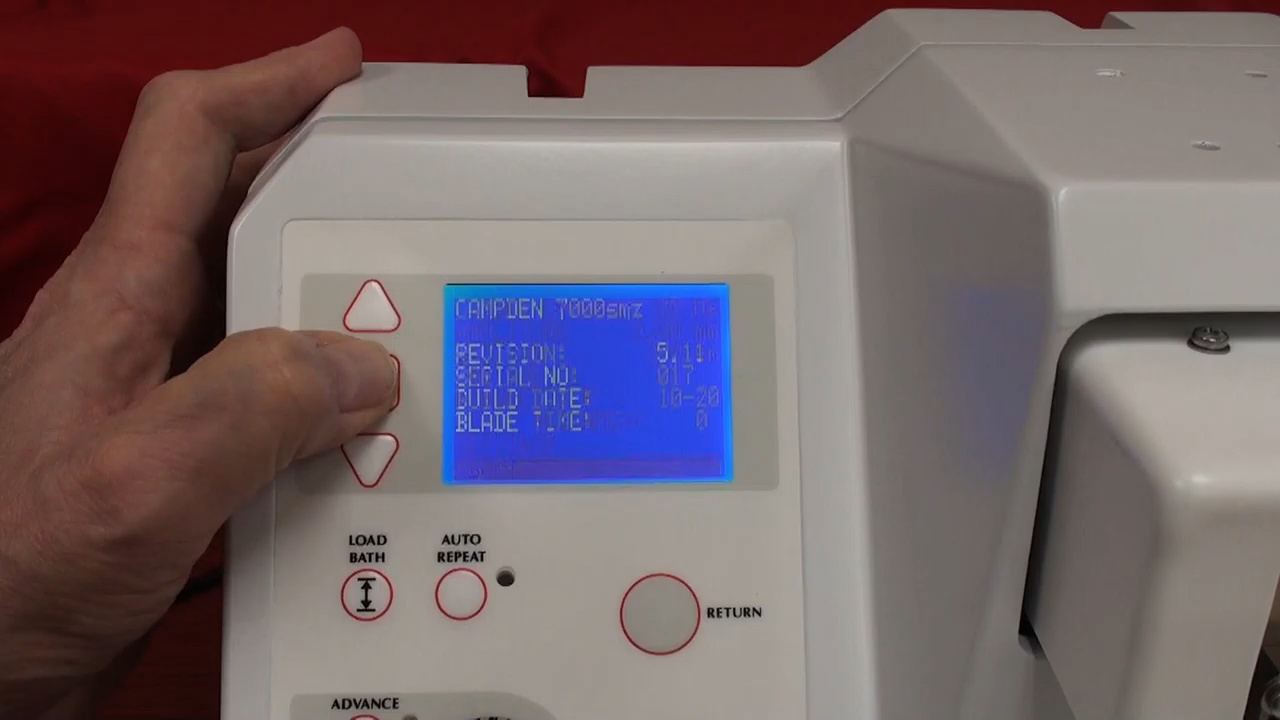 CAMPDEN 7000smz
REVISION: 5.11
SERIAL NO: 017
BUILD DATE: 10-20
BLADE TIME: 0
LOAD
BATH
AUTO
REPEAT
RETURN
ADVANCE